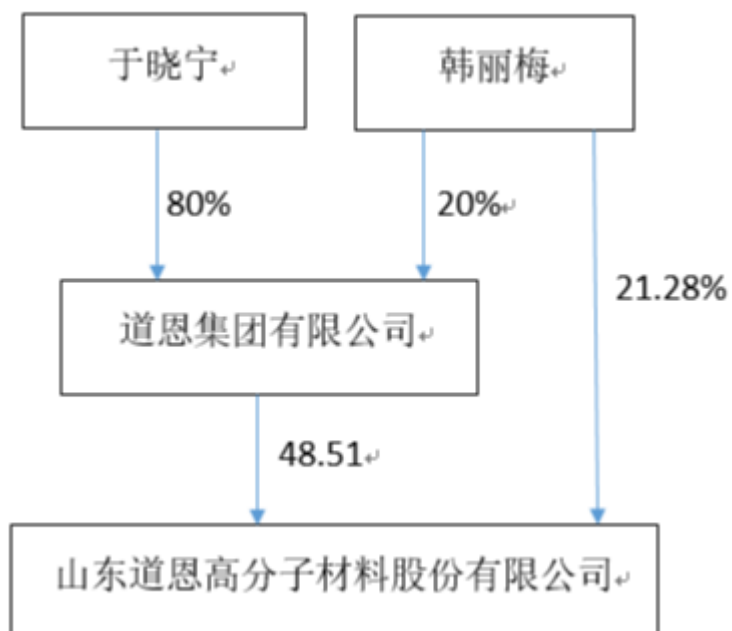 于晓宁
韩丽梅
80%
20%
21.28%
道恩集团有限公司
48.51
山东道恩高分子材料股份有限公司